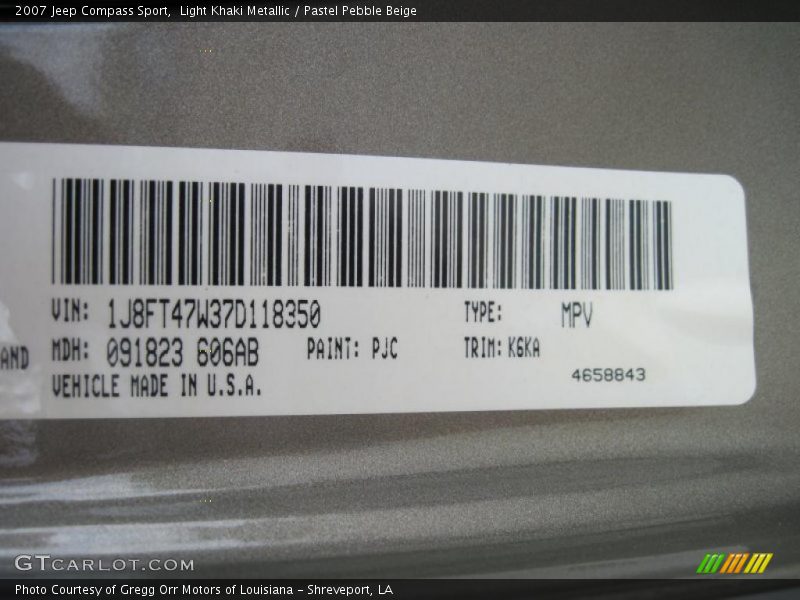 2007 Jeep Compass Sport,  Light Khaki Metallic / Pastel Pebble Beige
VIN: 1J8FT47W37D118350 TYPE: MPV
AND MDH: 091823 606AB PAINT: PJC TRIM: K6KA
VEHICLE MADE IN U.S.A. 4658843
GTCARLOT.COM
Photo Courtesy of Gregg Orr Motors of Louisiana - Shreveport, LA